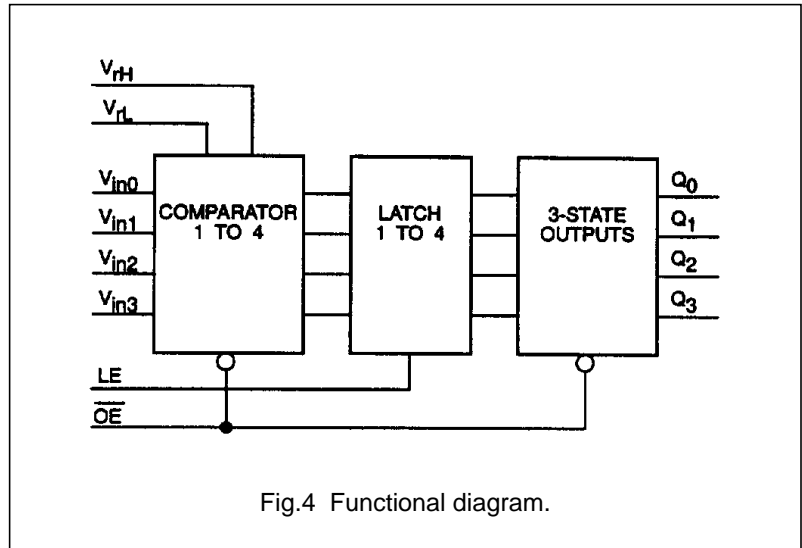 VrH
VrL
Vin0
Vin1
Vin2
Vin3
LE
OE
COMPARATOR
1 TO 4
LATCH
1 TO 4
3-STATE
OUTPUTS
Q0
Q1
Q2
Q3
Fig.4 Functional diagram.